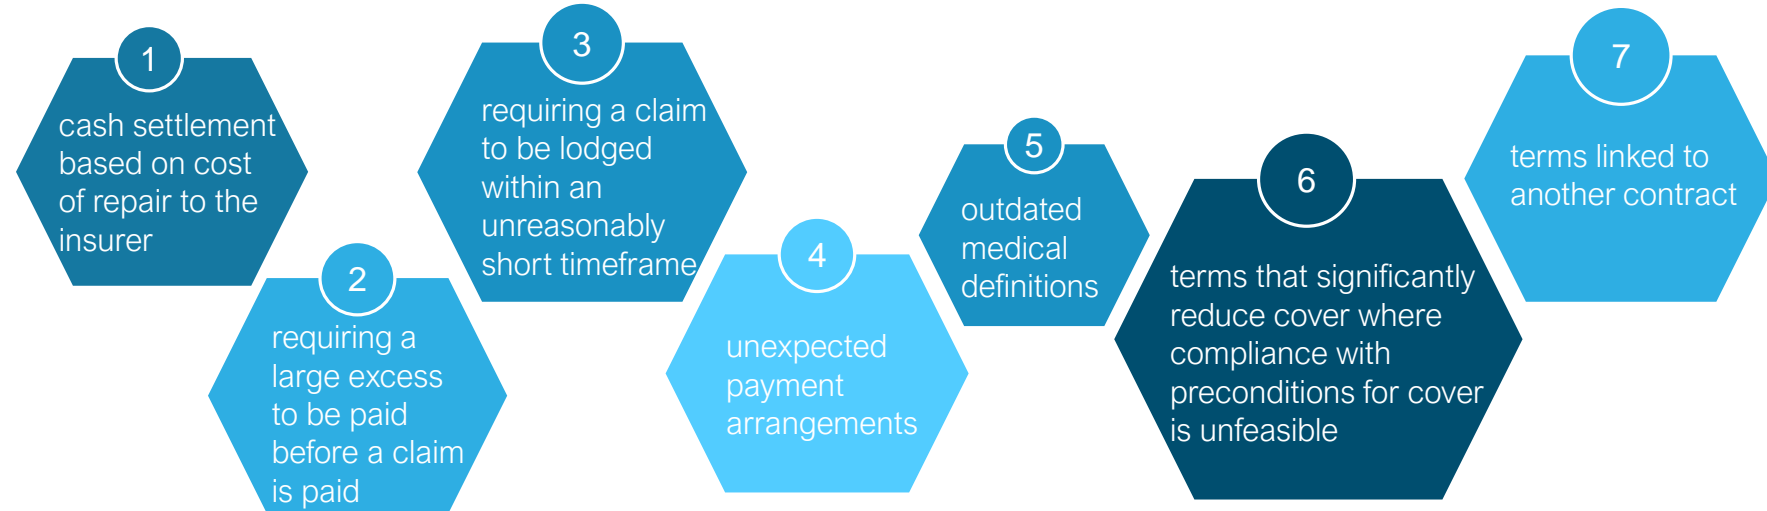 1
cash settlement
based on cost
of repair to the
insurer
2
requiring a
large excess
to be paid
before a claim
is paid
3
requiring a claim
to be lodged
within an
unreasonably
short timeframe
4
unexpected
payment
arrangements
5
outdated
medical
definitions
6
terms that significantly
reduce cover where
compliance with
preconditions for cover
is unfeasible
7
terms linked to
another contract